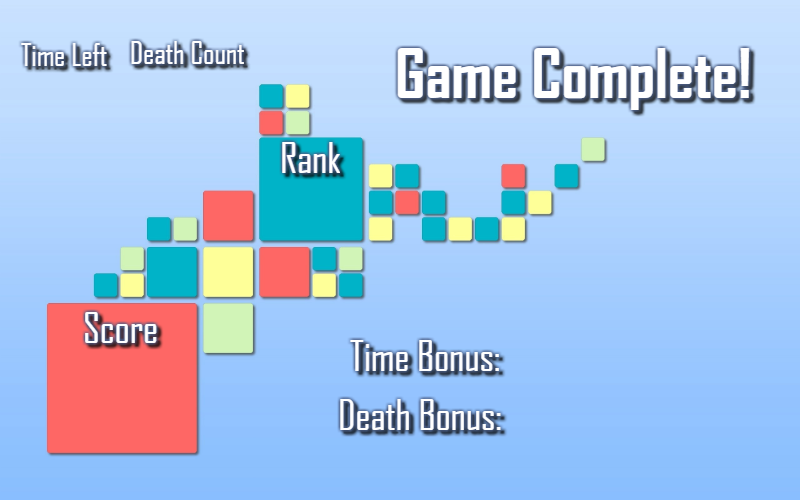 Time Left
Death Count
Game Complete!
Rank
Score
Time Bonus:
Death Bonus: